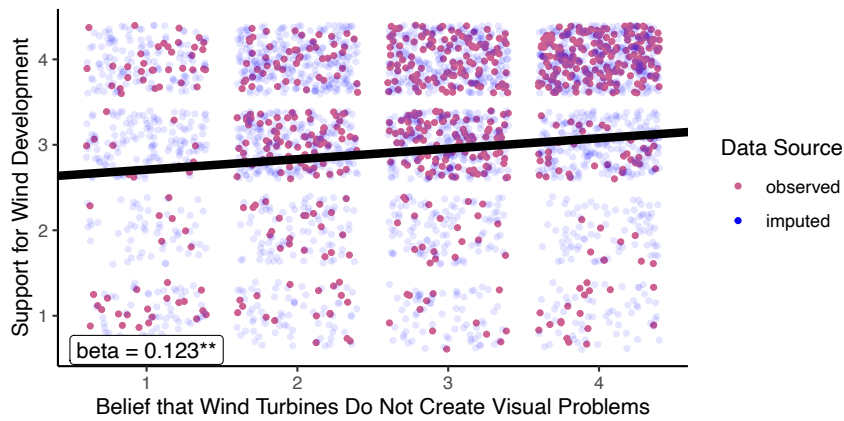 4
3
2
1
Support for Wind Development
beta = 0.123**
1 2 3 4
Belief that Wind Turbines Do Not Create Visual Problems
Data Source
observed
imputed